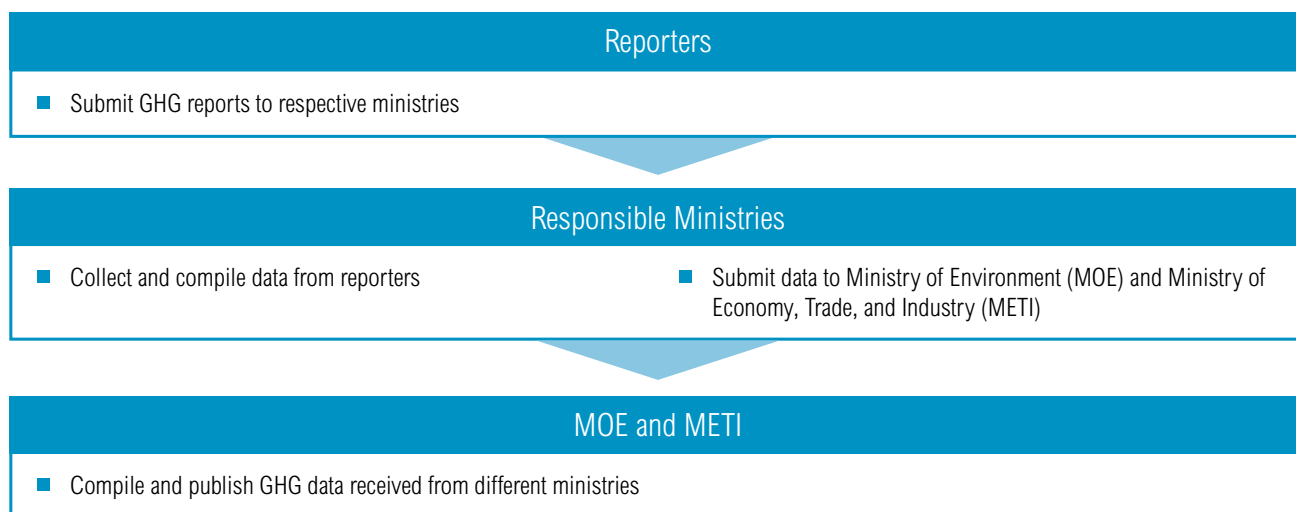 Reporters
Submit GHG reports to respective ministries
Responsible Ministries
Collect and compile data from reporters
Submit data to Ministry of Environment (MOE) and Ministry of
Economy, Trade, and Industry (METI)
MOE and METI
Compile and publish GHG data received from different ministries